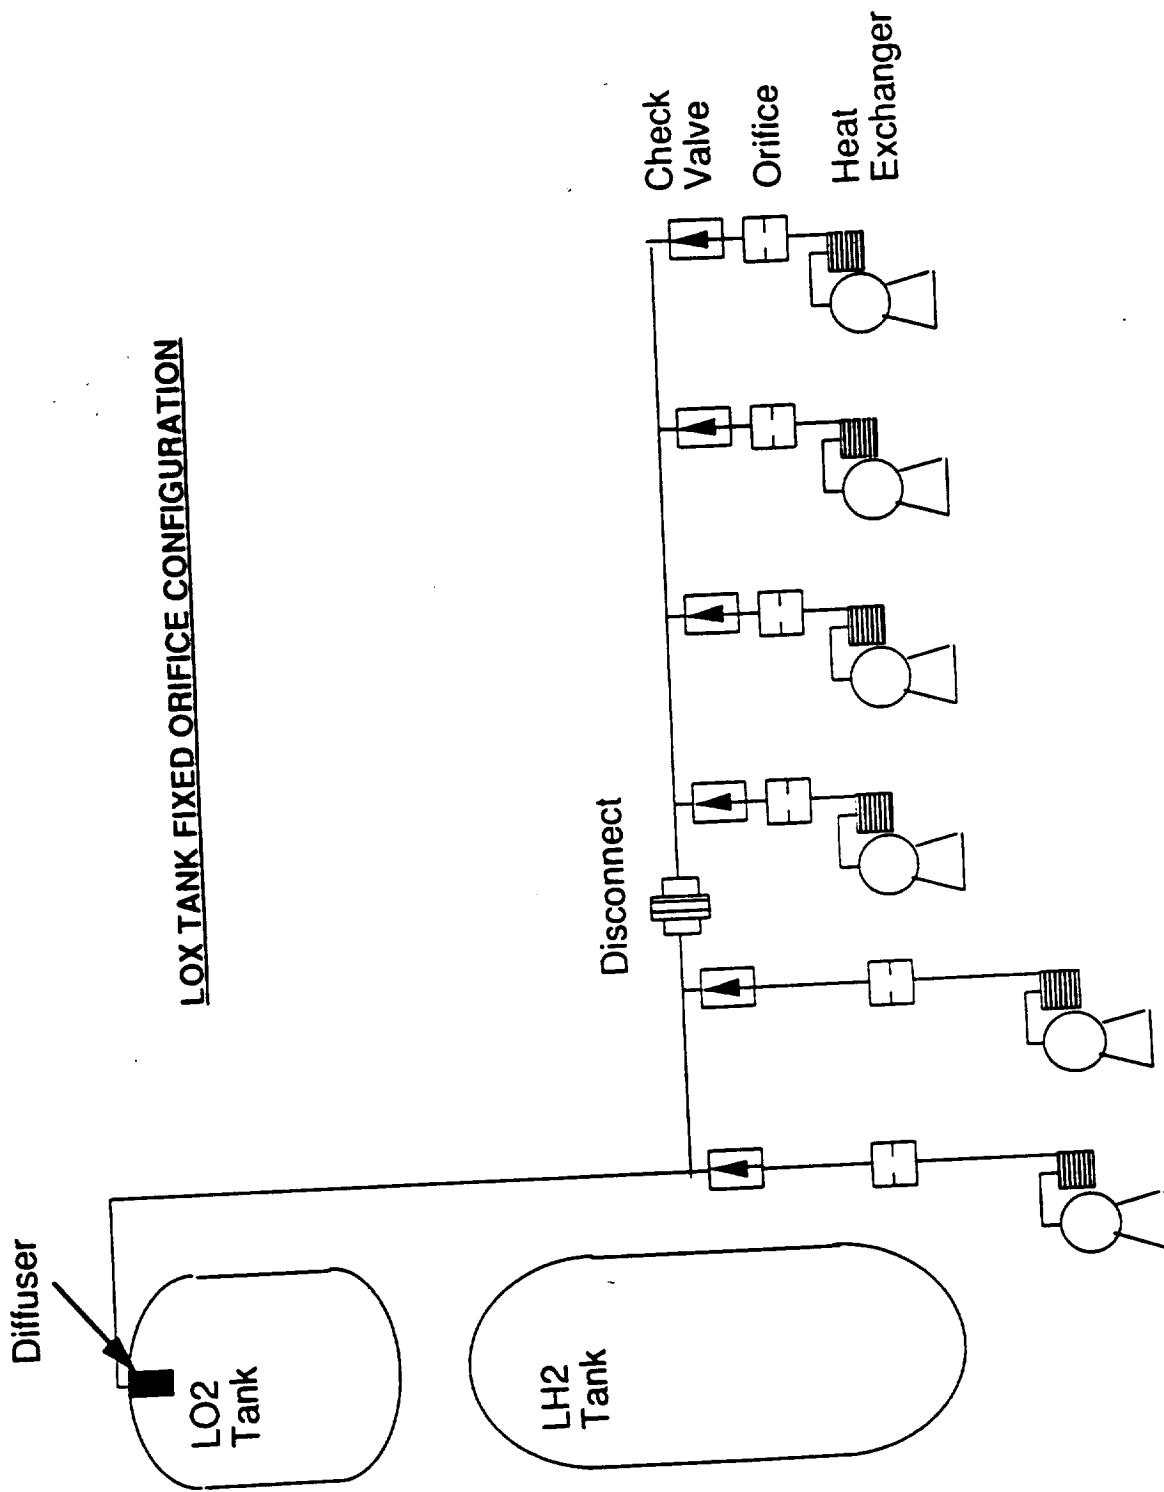 LOX TANK FIXED ORIFICE CONFIGURATION
Diffuser
LO2
Tank
LH2
Tank
Disconnect
Check
Valve
Orifice
Heat
Exchanger